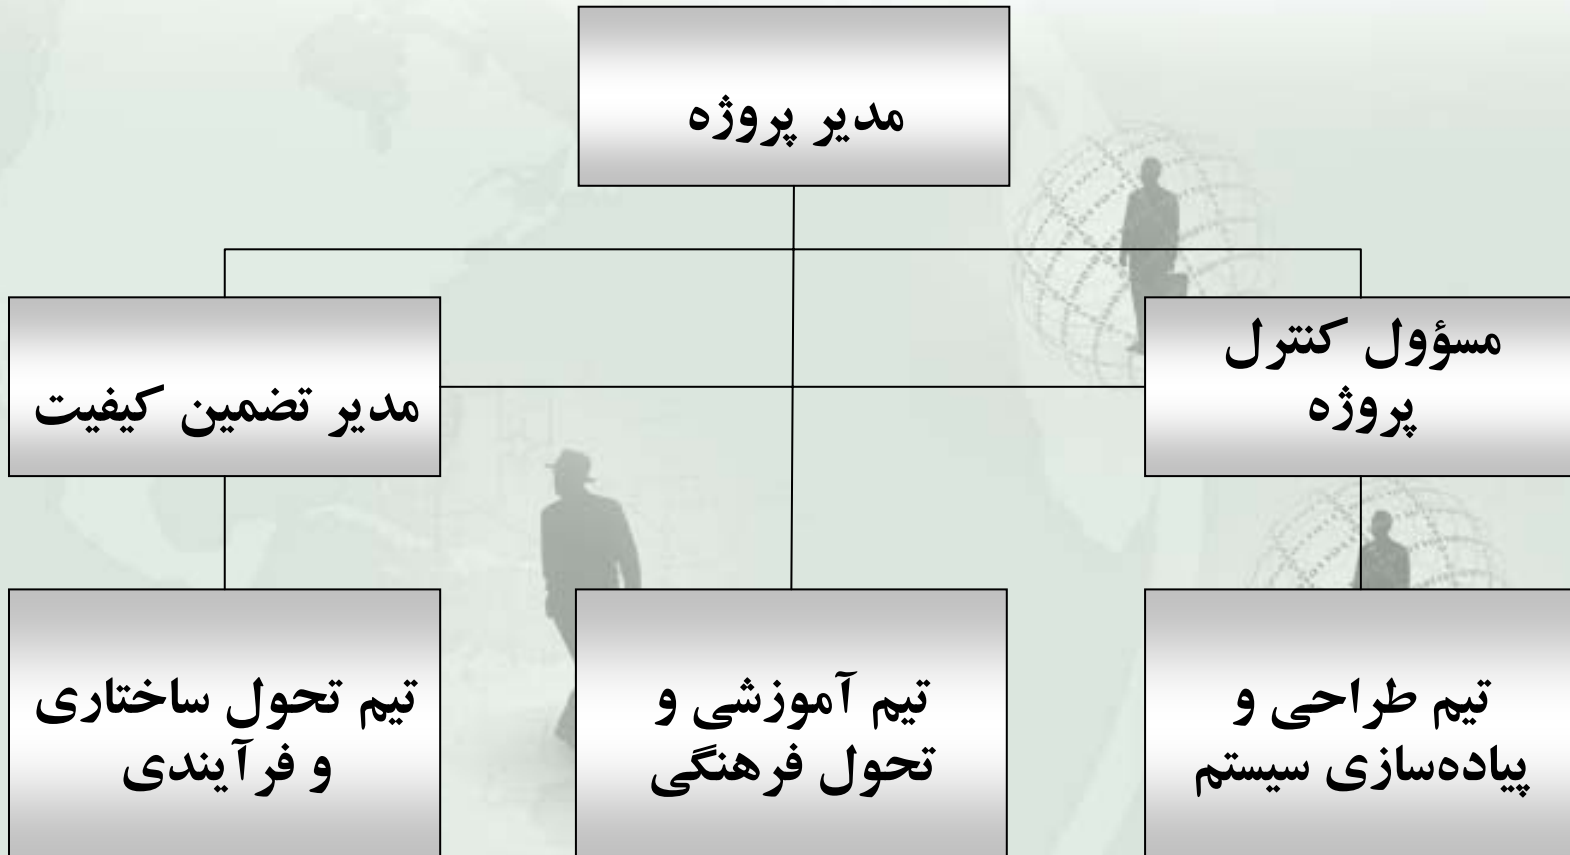 مدیر پروژه
مسؤول کنترل
پروژه
مدیر تضمین کیفیت
تیم طراحی و
پیاده‌سازی سیستم
تیم آموزشی و
تحول فرهنگی
تیم تحول ساختاری
و فرآیندی